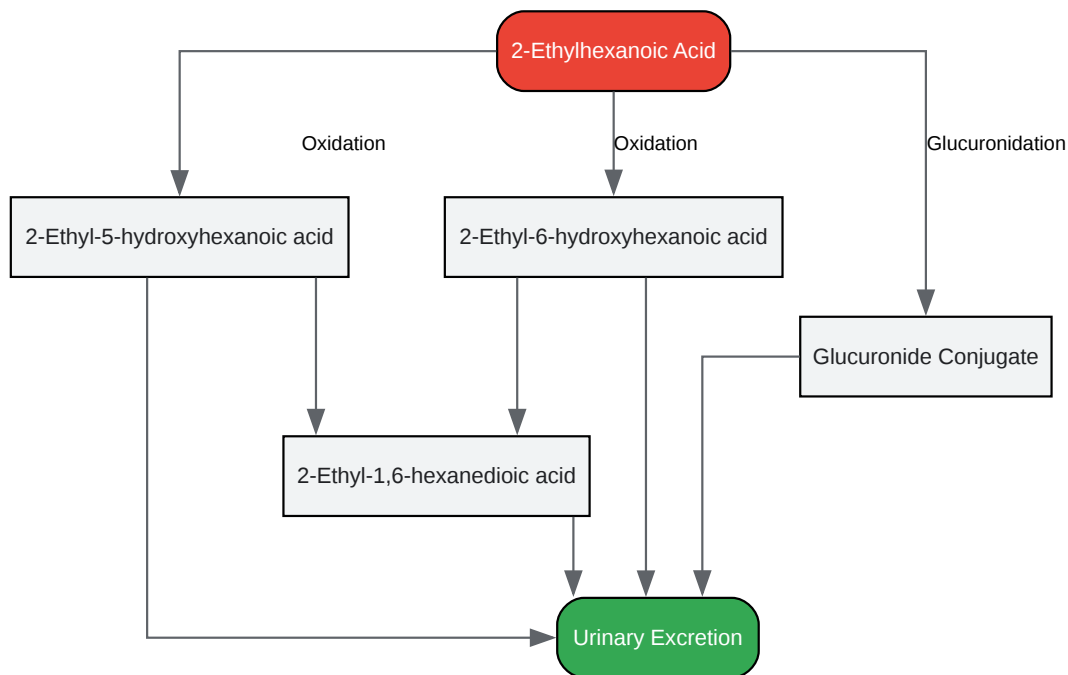 2-Ethylhexanoic Acid
Oxidation
Oxidation
Glucuronidation
2-Ethyl-5-hydroxyhexanoic acid
2-Ethyl-6-hydroxyhexanoic acid
Glucuronide Conjugate
2-Ethyl-1,6-hexanedioic acid
Urinary Excretion